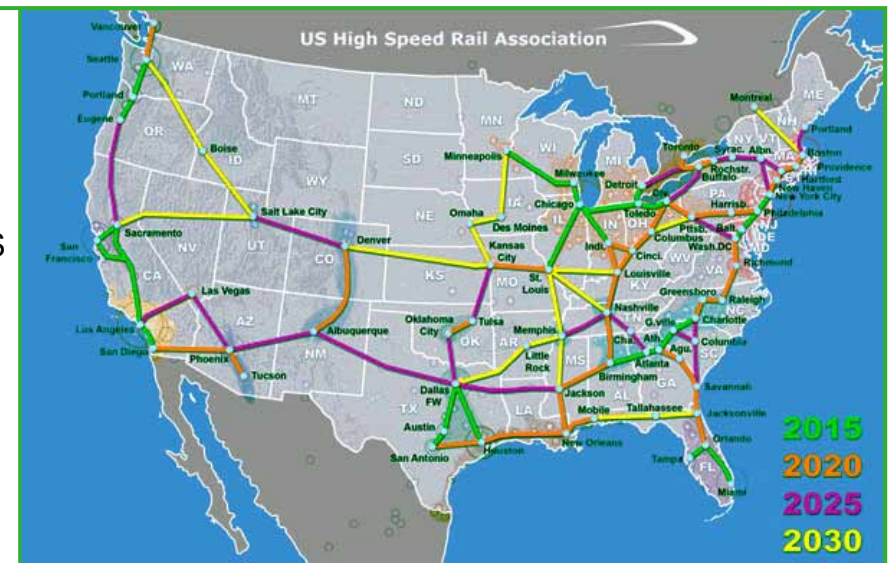 US High Speed Rail Association
Vancouver
Seattle
WA
Portland
Eugene
OR
Boise
ID
MT
ND
SD
WY
NE
MN
WI
MI
IA
Minneapolis
Milwaukee
Chicago
Detroit
Toledo
Toronto
Buffalo
Rochstr.
Syrac.
Albn.
NY
VT
NH
ME
MA
Montreal
Portland
Boston
Providence
Hartford
New Haven
New York City
Philadelphia
NJ
DE
MD
PA
Harrisb.
Pittsb.
Balt.
Wash.DC
Richmond
VA
WV
OH
Columbus
Cinci.
IN
Indi.
IL
Louisville
KY
Sacramento
San
Francisco
CA
NV
UT
Salt Lake City
Denver
CO
Omaha
Des Moines
Kansas
City
KS
MO
St.
Louis
Las Vegas
Los Angeles
San Diego
AZ
Phoenix
Tucson
NM
Albuquerque
Oklahoma
City
Tulsa
OK
AR
Little
Rock
Memphis
Nashville
TN
Cha.
Greensboro
Raleigh
NC
G.ville
Charlotte
Columbia
SC
Ath.
Agu.
Atlanta
GA
Birmingham
AL
MS
Jackson
Savannah
Dallas
FW
TX
LA
Austin
San Antonio
Houston
New Orleans
Mobile
Tallahassee
Jacksonville
Orlando
Tampa
FL
Miami
2015
2020
2025
2030